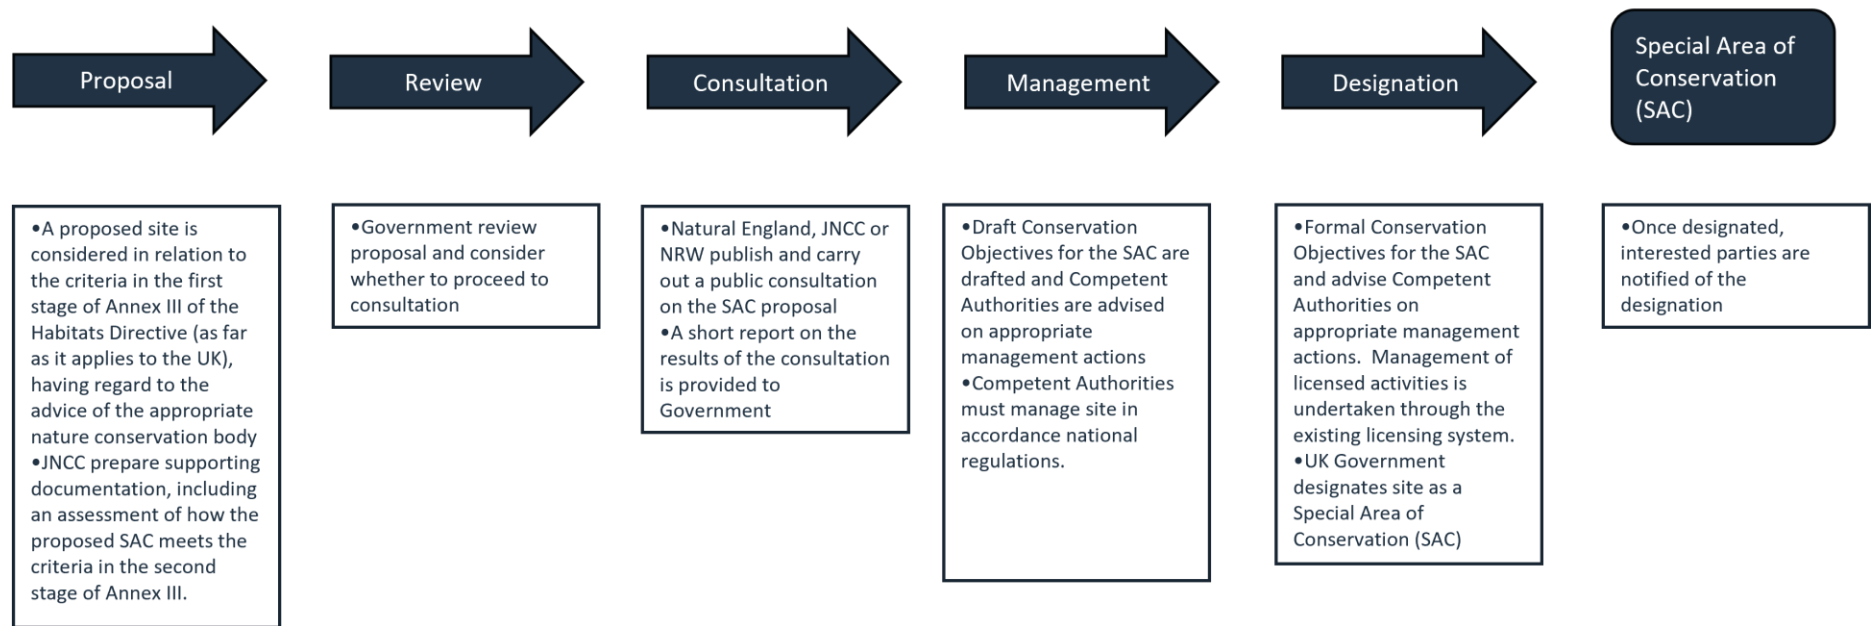 Proposal
Review
Consultation
Management
Designation
Special Area of
Conservation
(SAC)
•A proposed site is
considered in relation to
the criteria in the first
stage of Annex III of the
Habitats Directive (as far
as it applies to the UK),
having regard to the
advice of the appropriate
nature conservation body
•JNCC prepare supporting
documentation, including
an assessment of how the
proposed SAC meets the
criteria in the second
stage of Annex III.
•Government review
proposal and consider
whether to proceed to
consultation
•Natural England, JNCC or
NRW publish and carry
out a public consultation
on the SAC proposal
•A short report on the
results of the consultation
is provided to
Government
•Draft Conservation
Objectives for the SAC are
drafted and Competent
Authorities are advised
on appropriate
management actions
•Competent Authorities
must manage site in
accordance national
regulations.
•Formal Conservation
Objectives for the SAC
and advise Competent
Authorities on
appropriate management
actions.  Management of
licensed activities is
undertaken through the
existing licensing system.
•UK Government
designates site as a
Special Area of
Conservation (SAC)
•Once designated,
interested parties are
notified of the
designation